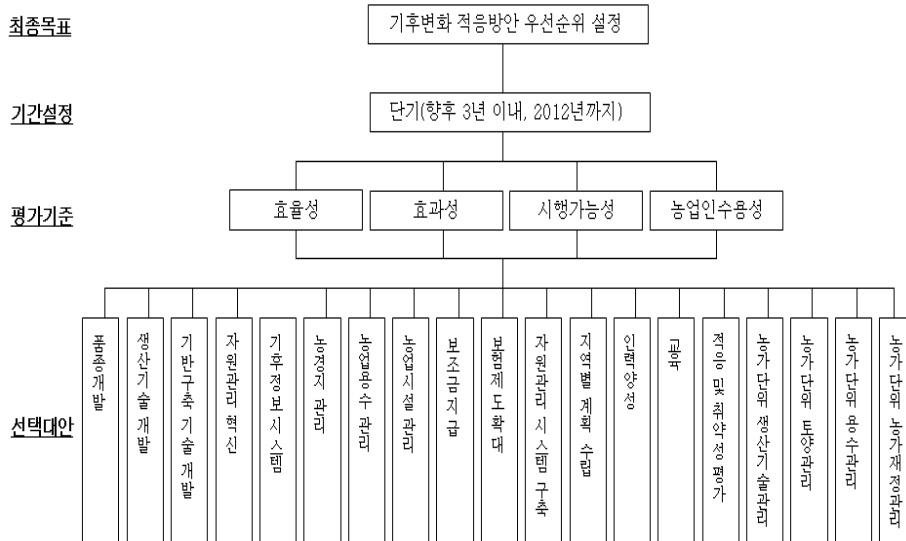 최종목표
기후변화 적응방안 우선순위 설정
기간설정
단기(향후 3년 이내, 2012년까지)
평가기준
효율성
효과성
시행가능성
농업인수용성
선택대안
품종개발
생산기술 개발
기반구축 기술 개발
자원관리 혁신
기후정보시스템
농경지 관리
농업용수 관리
농업시설 관리
보조금지급
보험제도확대
자원관리 시스템 구축
지역별 계획 수립
인력양성
교육
적응 및 취약성 평가
농가단위 생산기술관리
농가단위 토양관리
농가단위 용수관리
농가단위 농가재정관리